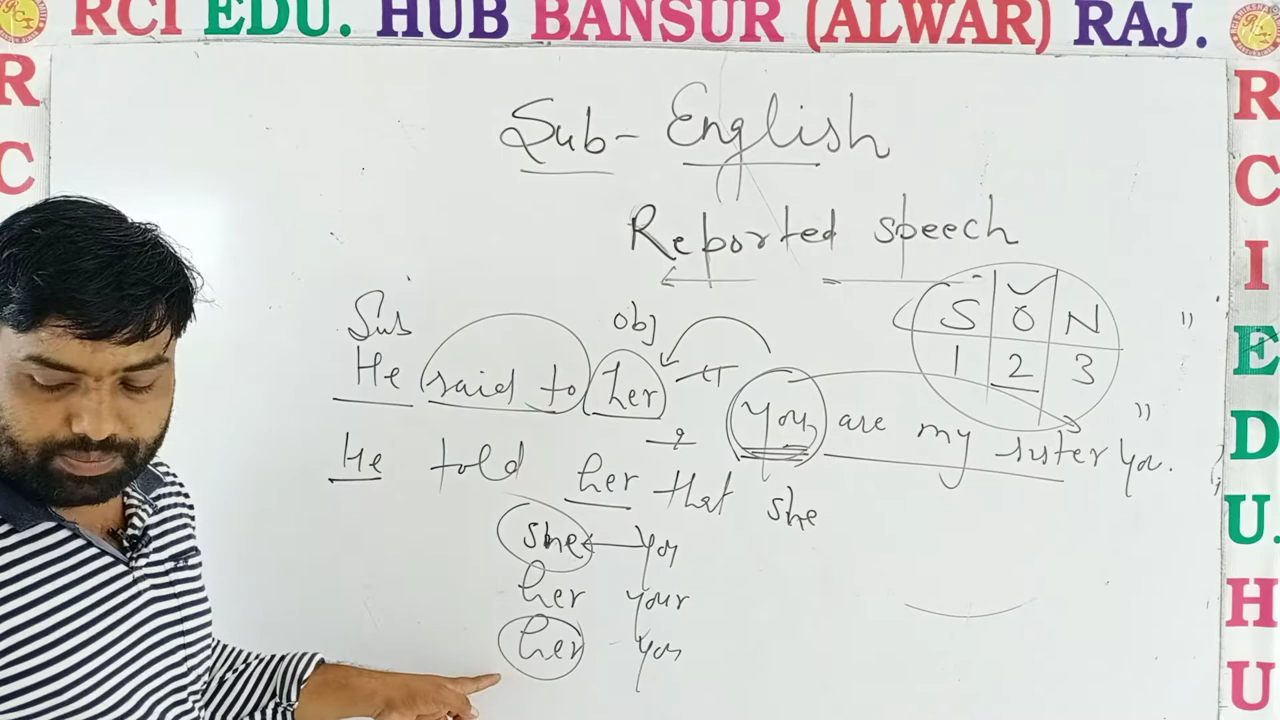 RCI EDU. HUB BANSUR (ALWAR) RAJ.
R
C
R
C
I
E
D
U.
H
U
Sub- English
Reported speech
S O N
1 2 3
Sub
obj
He said to her you are my sister you.
He told her that she
she you
her your
her you